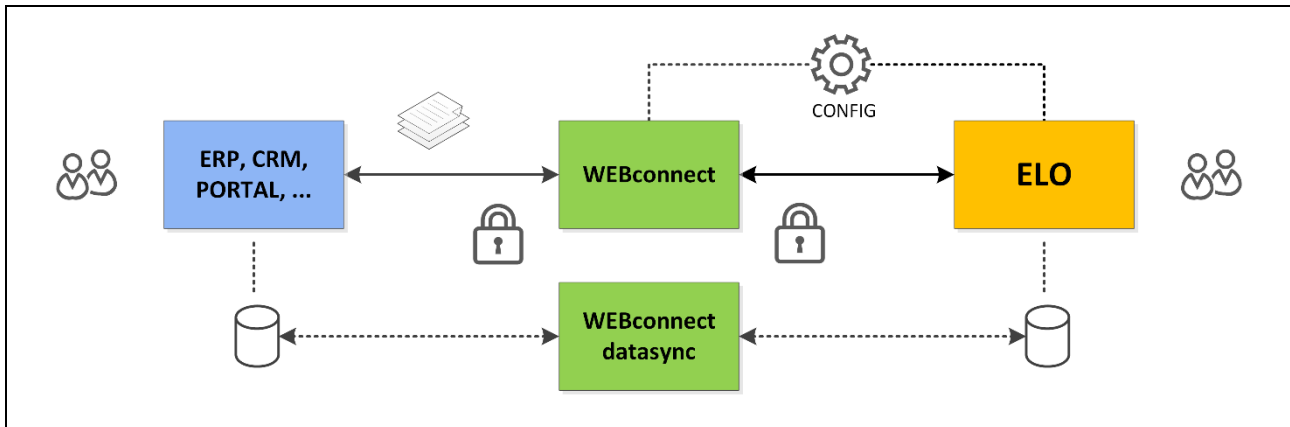 CONFIG
ERP, CRM,
PORTAL, ...
WEBconnect
ELO
WEBconnect
datasync